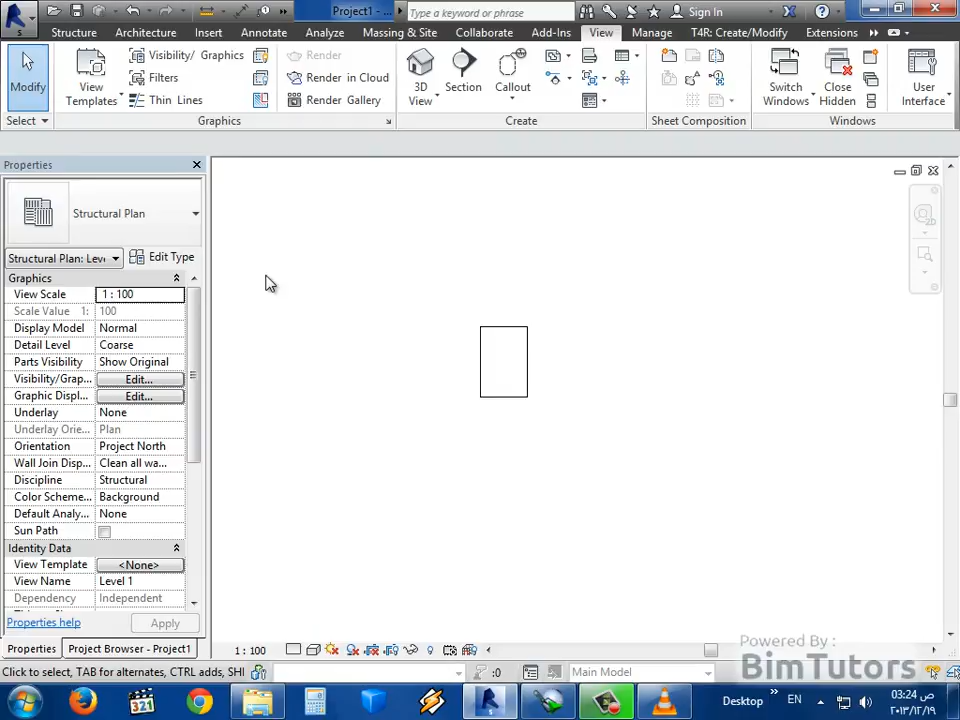 Project1 - ...
Type a keyword or phrase
Sign In
Structure
Architecture
Insert
Annotate
Analyze
Massing & Site
Collaborate
Add-Ins
View
Manage
T4R: Create/Modify
Extensions
Modify
View
Templates
Visibility/ Graphics
Filters
Thin Lines
Render
Render in Cloud
Render Gallery
3D
View
Section
Callout
Switch
Windows
Close
Hidden
User
Interface
Select
Graphics
Create
Sheet Composition
Windows
Properties
Structural Plan
Structural Plan: Leve
Edit Type
Graphics
View Scale 1 : 100
Scale Value 1: 100
Display Model Normal
Detail Level Coarse
Parts Visibility Show Original
Visibility/Grap... Edit...
Graphic Displ... Edit...
Underlay None
Underlay Orie... Plan
Orientation Project North
Wall Join Disp... Clean all wa...
Discipline Structural
Color Scheme... Background
Default Analy... None
Sun Path
Identity Data
View Template <None>
View Name Level 1
Dependency Independent
Properties help
Apply
Properties
Project Browser - Project1
1 : 100
Click to select, TAB for alternates, CTRL adds, SHI
:0
Main Model
2D
Powered By :
BimTutors
321
Desktop
EN
03:24 ص
٢٠١٣/١٢/١٩